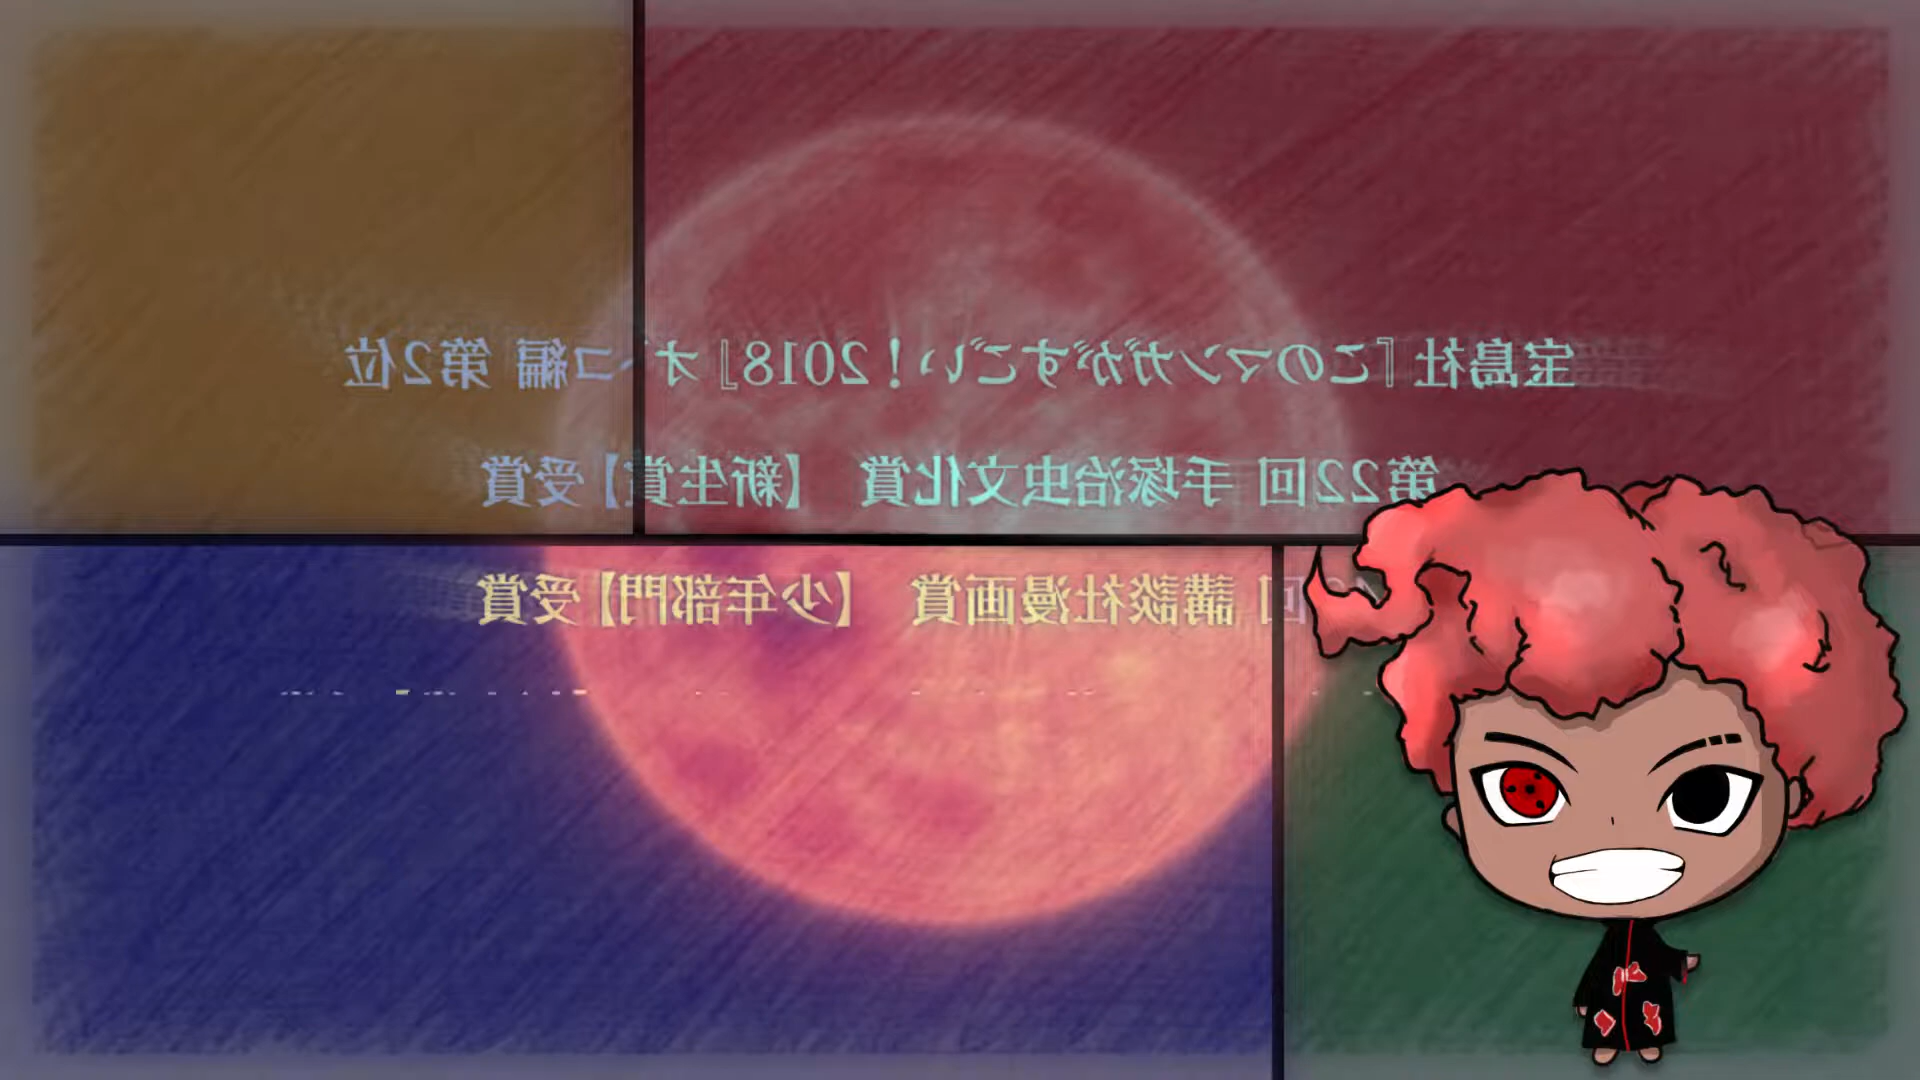 宝島社『このマンガがすごい！2018』オ コ編 第2位
第22回 手塚治虫文化賞 【新生賞】受賞
回 講談社漫画賞 【少年部門】受賞